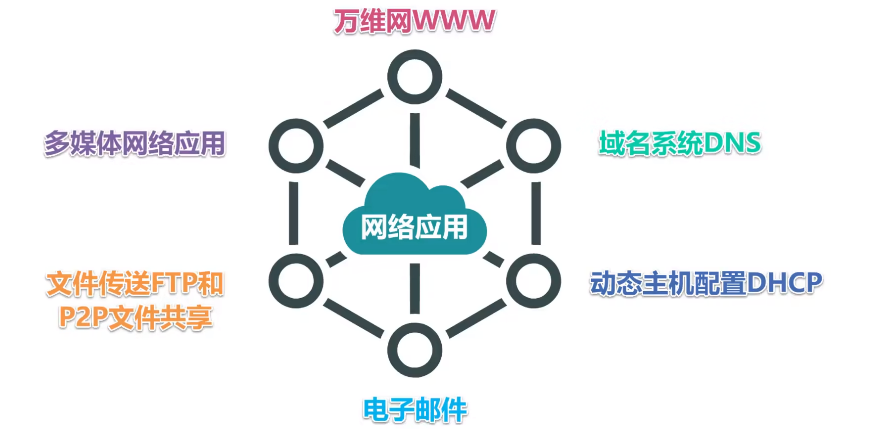 万维网WWW
多媒体网络应用
域名系统DNS
网络应用
文件传送FTP和
P2P文件共享
动态主机配置DHCP
电子邮件